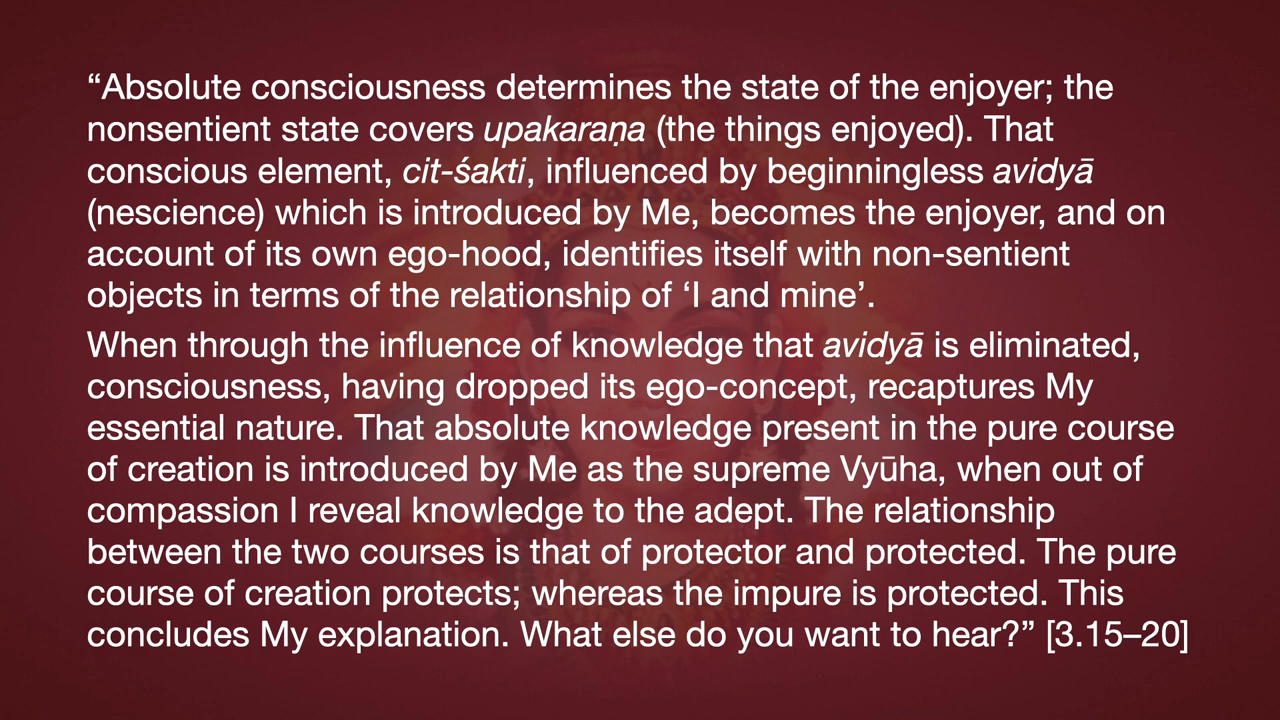 “Absolute consciousness determines the state of the enjoyer; the
nonsentient state covers upakaraṇa (the things enjoyed). That
conscious element, cit-śakti, influenced by beginningless avidyā
(nescience) which is introduced by Me, becomes the enjoyer, and on
account of its own ego-hood, identifies itself with non-sentient
objects in terms of the relationship of ‘I and mine’.
When through the influence of knowledge that avidyā is eliminated,
consciousness, having dropped its ego-concept, recaptures My
essential nature. That absolute knowledge present in the pure course
of creation is introduced by Me as the supreme Vyūha, when out of
compassion I reveal knowledge to the adept. The relationship
between the two courses is that of protector and protected. The pure
course of creation protects; whereas the impure is protected. This
concludes My explanation. What else do you want to hear?” [3.15–20]